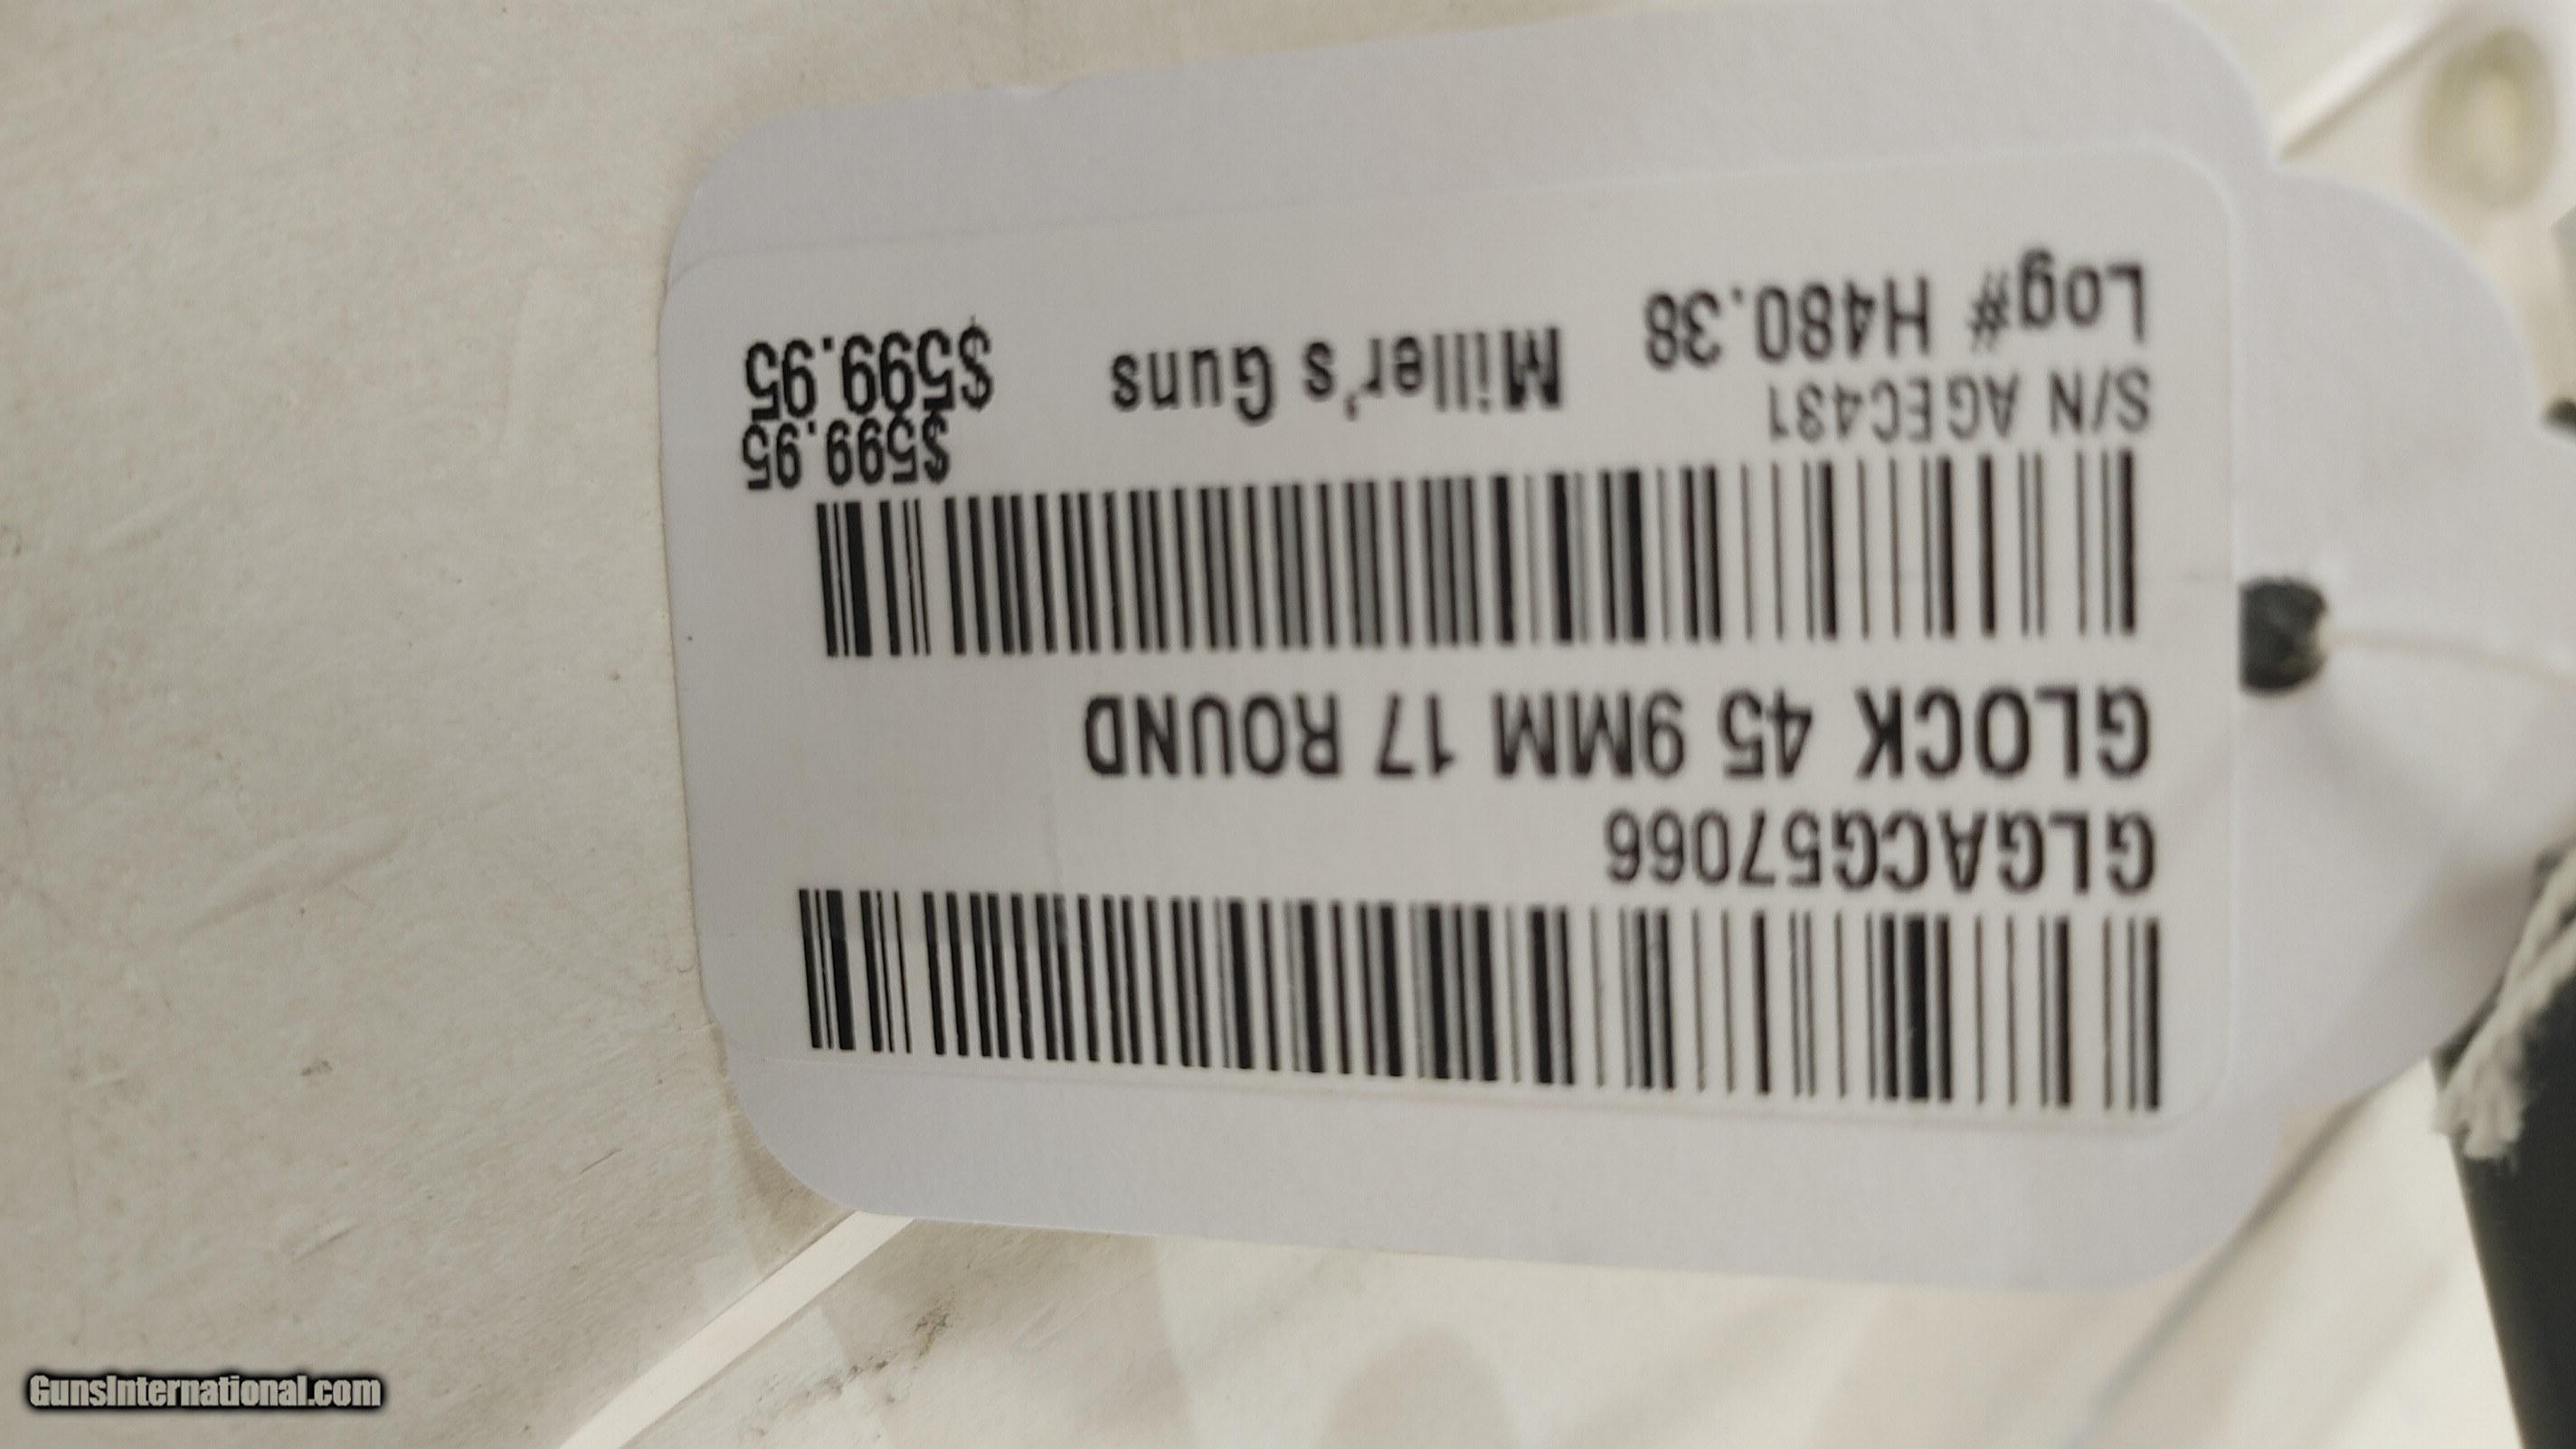 GLGACG57066
GLOCK 45 9MM 17 ROUND
$599.95
S/N AGEC431
Log# H480.38 Miller's Guns $599.95
GunsInternational.com